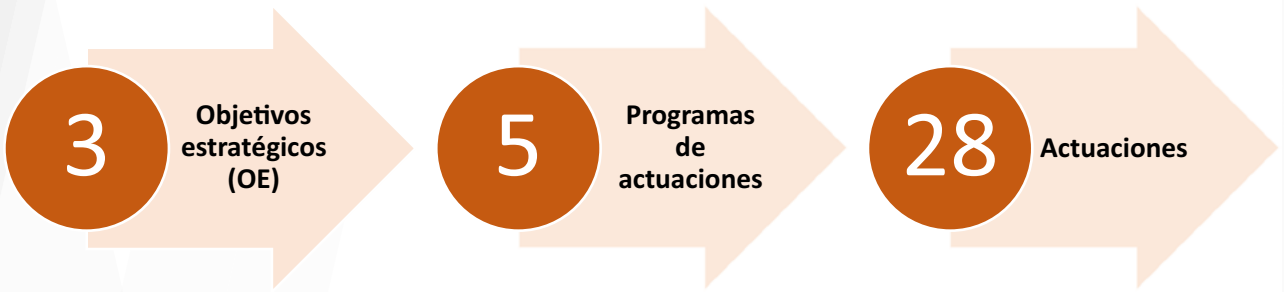 3
Objetivos
estratégicos
(OE)
5
Programas
de
actuaciones
28
Actuaciones